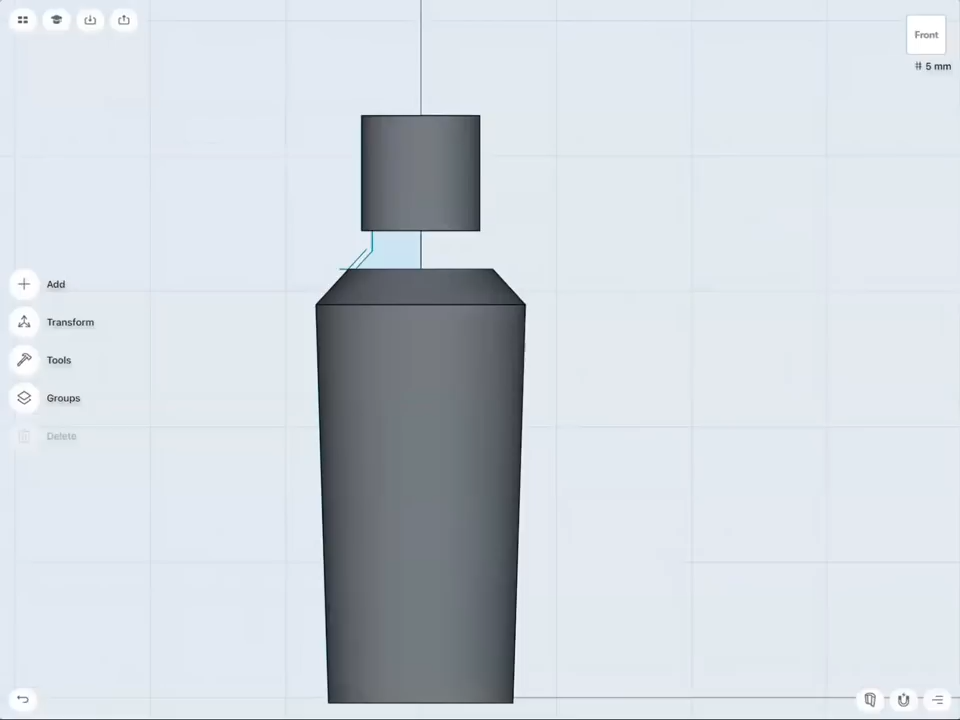 Front
# 5 mm
Add
Transform
Tools
Groups
Delete